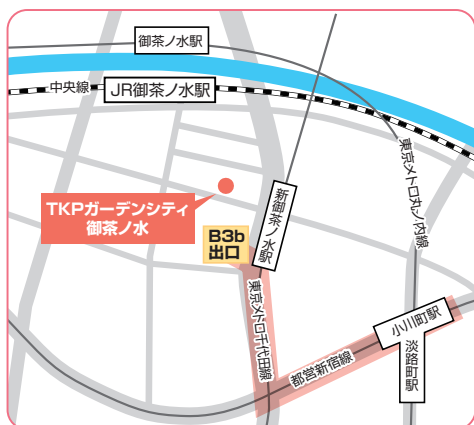 御茶ノ水駅
中央線
JR御茶ノ水駅
東京メトロ丸ノ内線
TKPガーデンシティ
御茶ノ水
新御茶ノ水駅
B3b
出口
東京メトロ千代田線
小川町駅
都営新宿線
淡路町駅